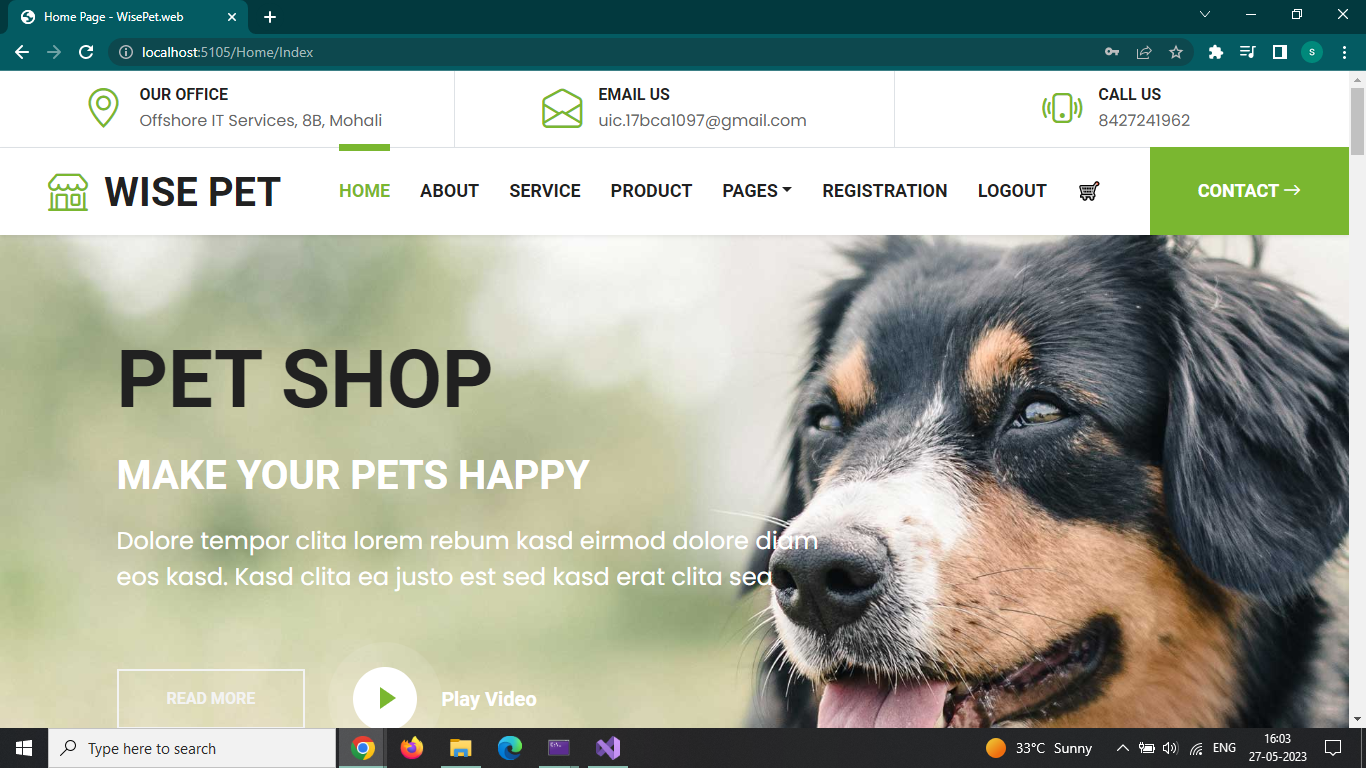 Home Page - WisePet.web
localhost:5105/Home/Index
S
OUR OFFICE
Offshore IT Services, 8B, Mohali
EMAIL US
uic.17bca1097@gmail.com
CALL US
8427241962
WISE PET
HOME ABOUT SERVICE PRODUCT PAGES REGISTRATION LOGOUT
CONTACT →
PET SHOP
MAKE YOUR PETS HAPPY
Dolore tempor clita lorem rebum kasd eirmod dolore diam
eos kasd. Kasd clita ea justo est sed kasd erat clita sed
READ MORE
Play Video
Type here to search
33°C Sunny
ENG
16:03
27-05-2023